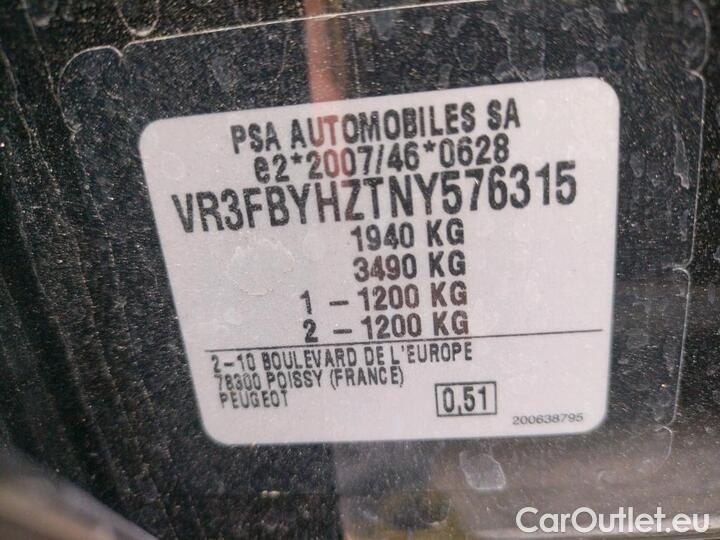 PSA AUTOMOBILES SA
e2*2007/46*0628
VR3FBYHZTNY576315
1940 KG
3490 KG
1 - 1200 KG
2 - 1200 KG
2-10 BOULEVARD DE L'EUROPE
78300 POISSY (FRANCE)
PEUGEOT
0,51
200638795
CarOutlet.eu